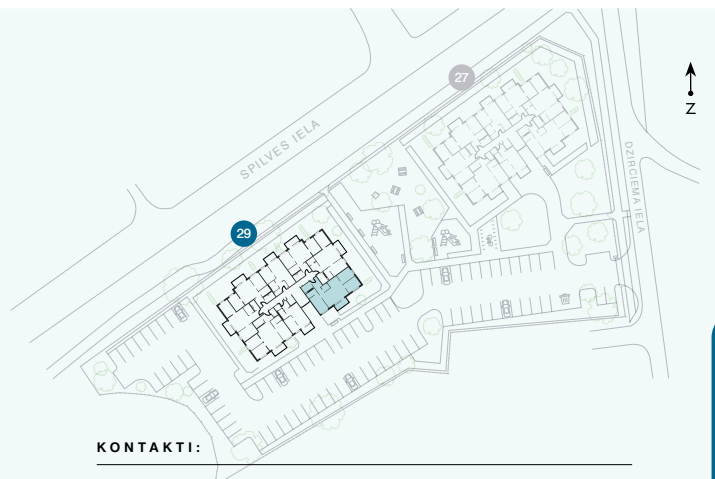 27
Z
SPILVES IELA
DZIRCIEMA IELA
29
KONTAKTI: